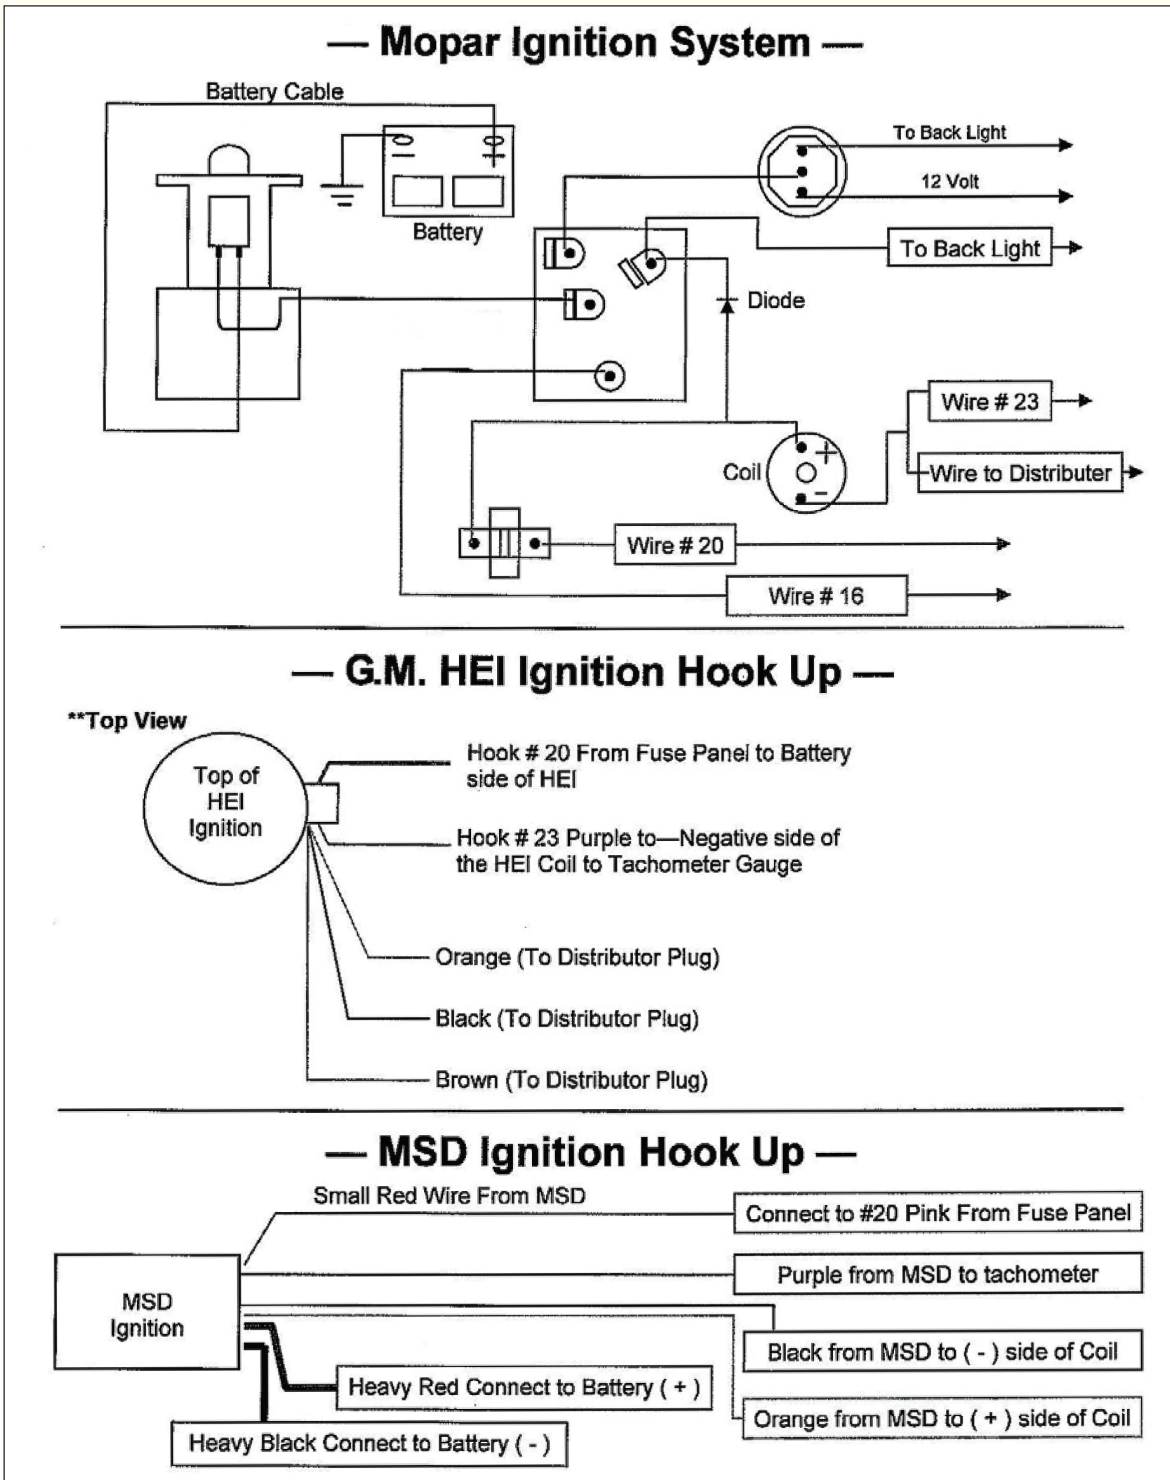 — Mopar Ignition System —
Battery Cable
To Back Light
12 Volt
Battery
To Back Light
Diode
Wire # 23
Coil
+
-
Wire to Distributer
Wire # 20
Wire # 16
— G.M. HEI Ignition Hook Up —
**Top View
Top of
HEI
Ignition
Hook # 20 From Fuse Panel to Battery
side of HEI
Hook # 23 Purple to—Negative side of
the HEI Coil to Tachometer Gauge
Orange (To Distributor Plug)
Black (To Distributor Plug)
Brown (To Distributor Plug)
— MSD Ignition Hook Up —
Small Red Wire From MSD
Connect to #20 Pink From Fuse Panel
MSD
Ignition
Purple from MSD to tachometer
Black from MSD to ( - ) side of Coil
Heavy Red Connect to Battery ( + )
Orange from MSD to ( + ) side of Coil
Heavy Black Connect to Battery ( - )